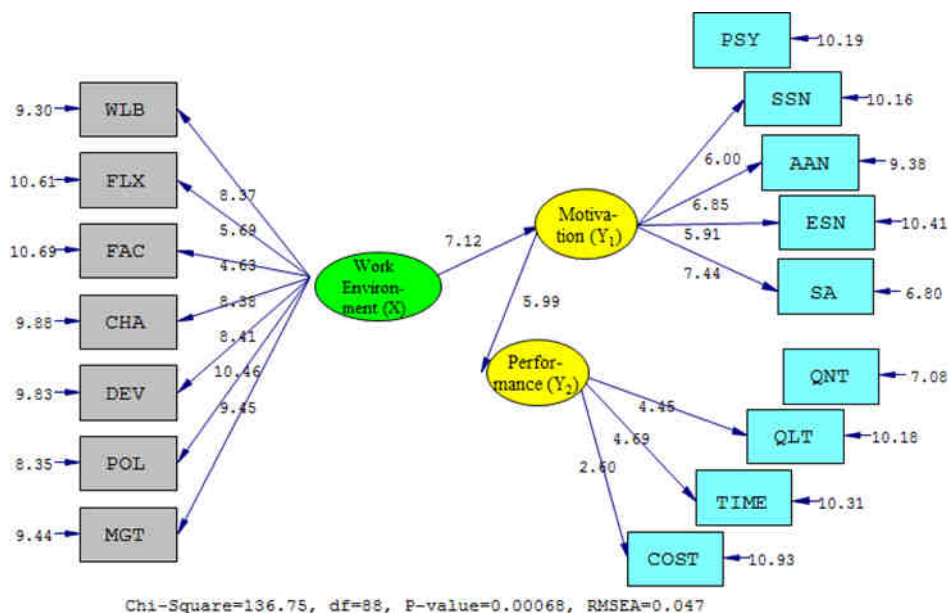 PSY
10.19
SSN
10.16
6.00
AAN
9.38
6.85
ESN
10.41
5.91
SA
6.80
7.44
9.30
WLB
10.61
FLX
8.37
10.69
FAC
5.69
9.88
CHA
4.63
9.83
DEV
8.38
8.35
POL
8.41
9.44
MGT
10.46
9.45
Work
Environ-
ment (X)
7.12
Motiva-
tion (Y1)
5.99
Perfor-
mance (Y2)
QNT
7.08
QLT
10.18
4.45
TIME
10.31
4.69
COST
10.93
2.60
Chi-Square=136.75, df=88, P-value=0.00068, RMSEA=0.047